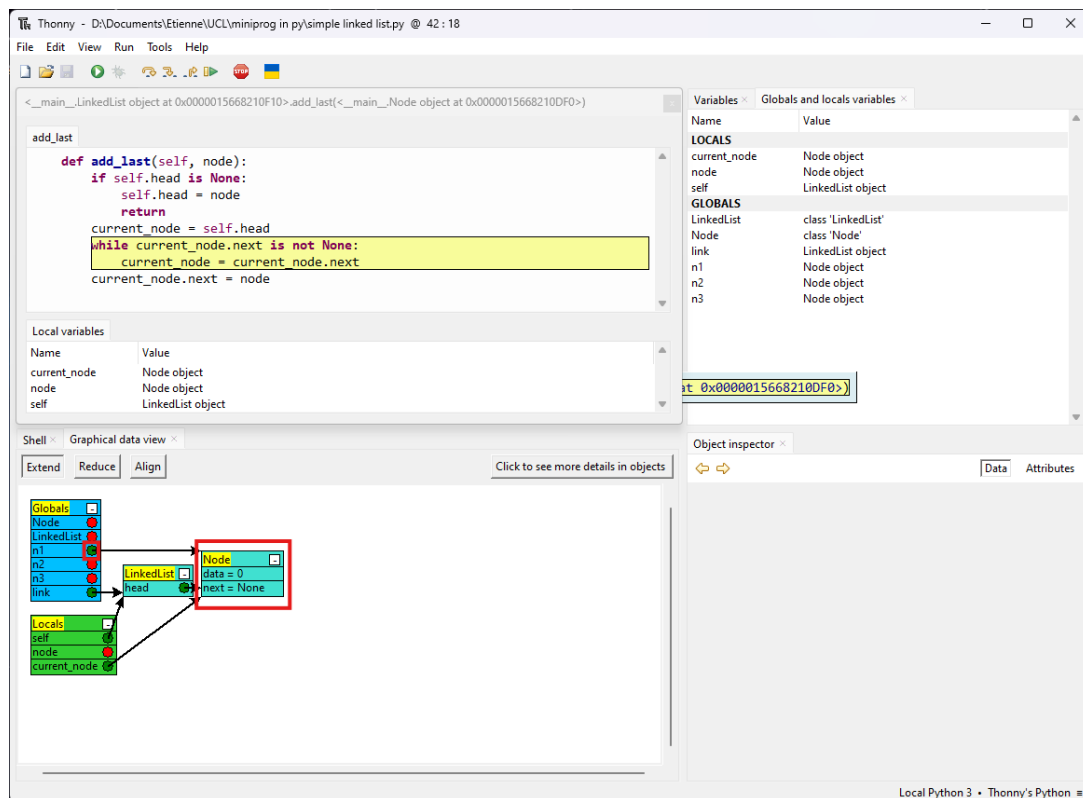 Thonny - D:\Documents\Etienne\UCL\miniprog in py\simple linked list.py @ 42 : 18
File Edit View Run Tools Help
STOP
<__main__.LinkedList object at 0x0000015668210F10>.add_last(<__main__.Node object at 0x0000015668210DF0>)
add_last
def add_last(self, node):
if self.head is None:
self.head = node
return
current_node = self.head
while current_node.next is not None:
current_node = current_node.next
current_node.next = node
Local variables
Name Value
current_node Node object
node Node object
self LinkedList object
Variables Globals and locals variables
Name Value
LOCALS
current_node Node object
node Node object
self LinkedList object
GLOBALS
LinkedList class 'LinkedList'
Node class 'Node'
link LinkedList object
n1 Node object
n2 Node object
n3 Node object
at 0x0000015668210DF0>)
Shell Graphical data view
Extend Reduce Align Click to see more details in objects
Globals -
Node
LinkedList
n1
n2
n3
link
LinkedList -
head
Node -
data = 0
next = None
Locals -
self
node
current_node
Object inspector
Data Attributes
Local Python 3 • Thonny's Python ≡